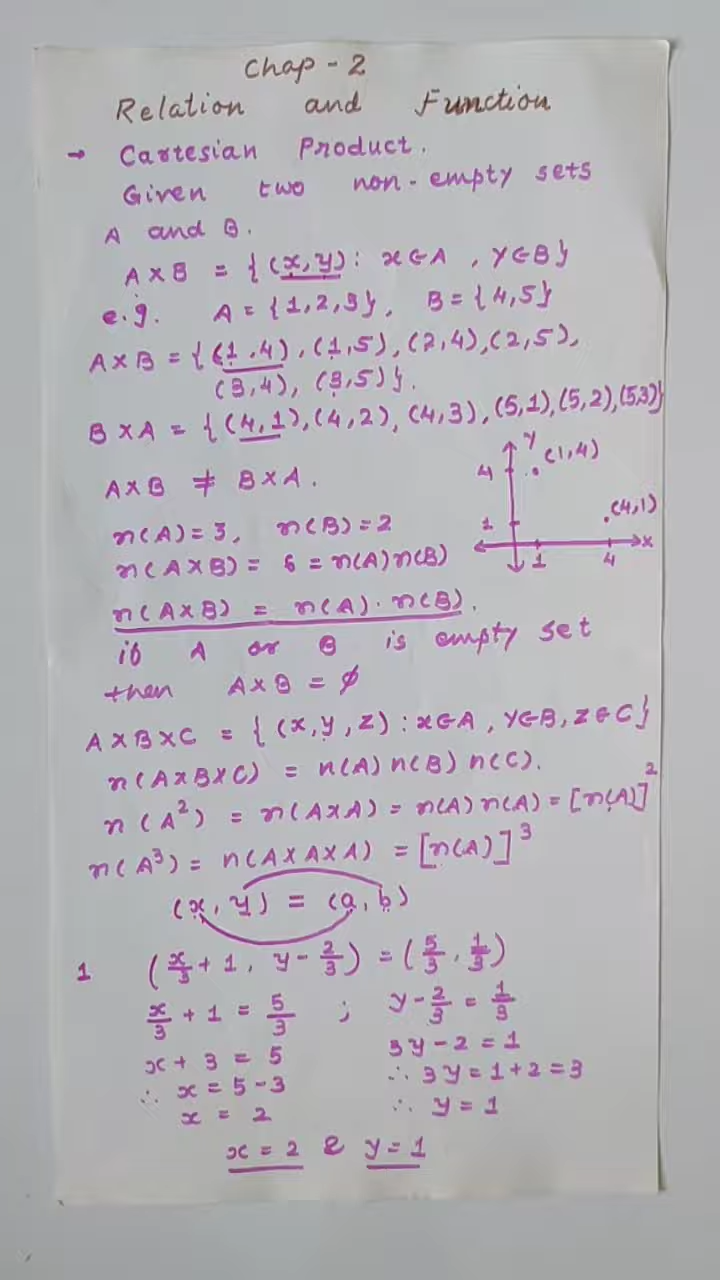 Chap - 2
Relation and Function
→ Cartesian Product.
Given two non-empty sets
A and B.
A×B = {(x,y): x∈A, y∈B}
e.g. A = {1,2,3}, B = {4,5}
A×B = {(1,4), (1,5), (2,4), (2,5),
(3,4), (3,5)}.
B×A = {(4,1), (4,2), (4,3), (5,1), (5,2), (5,3)}
A×B ≠ B×A.
n(A) = 3, n(B) = 2
n(A×B) = 6 = n(A)n(B)
n(A×B) = n(A)·n(B).
Y
4
(1,4)
1
(4,1)
X
1
4
if A or B is empty set
then A×B = ∅
A×B×C = {(x,y,z): x∈A, y∈B, z∈C}
n(A×B×C) = n(A) n(B) n(C).
n(A²) = n(A×A) = n(A) n(A) = [n(A)]²
n(A³) = n(A×A×A) = [n(A)]³
(x, y) = (a, b)
1 (x/3 + 1, y - 2/3) = (5/3, 1/3)
x/3 + 1 = 5/3 ; y - 2/3 = 1/3
x + 3 = 5 3y - 2 = 1
∴ x = 5 - 3 ∴ 3y = 1 + 2 = 3
x = 2 ∴ y = 1
x = 2 & y = 1